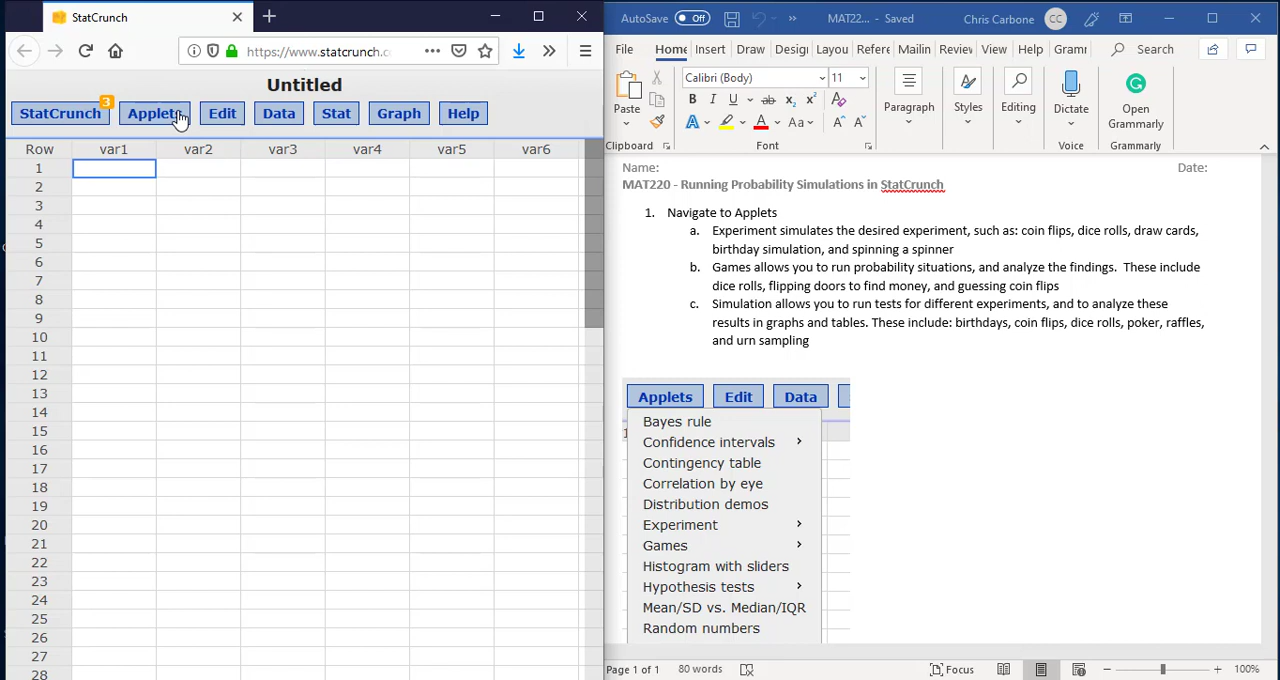 StatCrunch
https://www.statcrunch.c
Untitled
StatCrunch 3 Applets Edit Data Stat Graph Help
Row var1 var2 var3 var4 var5 var6
1
2
3
4
5
6
7
8
9
10
11
12
13
14
15
16
17
18
19
20
21
22
23
24
25
26
27
28
AutoSave Off MAT22... - Saved Chris Carbone CC
File Home Insert Draw Desig Layou Refere Mailin Review View Help Gramr Search
Paste Calibri (Body) 11 Paragraph Styles Editing Dictate Open Grammarly
B I U ab x₂ x² A
A A Aa A A
Clipboard Font Voice Grammarly
Name: Date:
MAT220 - Running Probability Simulations in StatCrunch
1. Navigate to Applets
a. Experiment simulates the desired experiment, such as: coin flips, dice rolls, draw cards,
birthday simulation, and spinning a spinner
b. Games allows you to run probability situations, and analyze the findings. These include
dice rolls, flipping doors to find money, and guessing coin flips
c. Simulation allows you to run tests for different experiments, and to analyze these
results in graphs and tables. These include: birthdays, coin flips, dice rolls, poker, raffles,
and urn sampling
Applets Edit Data
Bayes rule
Confidence intervals
Contingency table
Correlation by eye
Distribution demos
Experiment
Games
Histogram with sliders
Hypothesis tests
Mean/SD vs. Median/IQR
Random numbers
Page 1 of 1 80 words Focus 100%